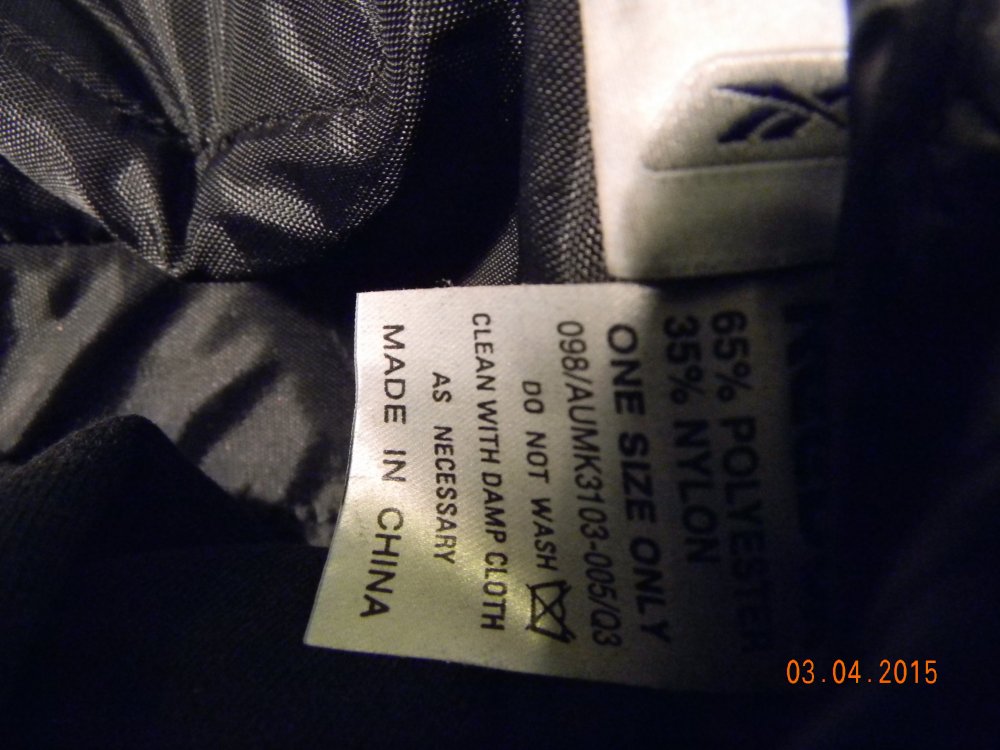 65% POLYESTER
35% NYLON
ONE SIZE ONLY
098/AUMK3103-005/Q3
DO NOT WASH
CLEAN WITH DAMP CLOTH
AS NECESSARY
MADE IN CHINA
03.04.2015